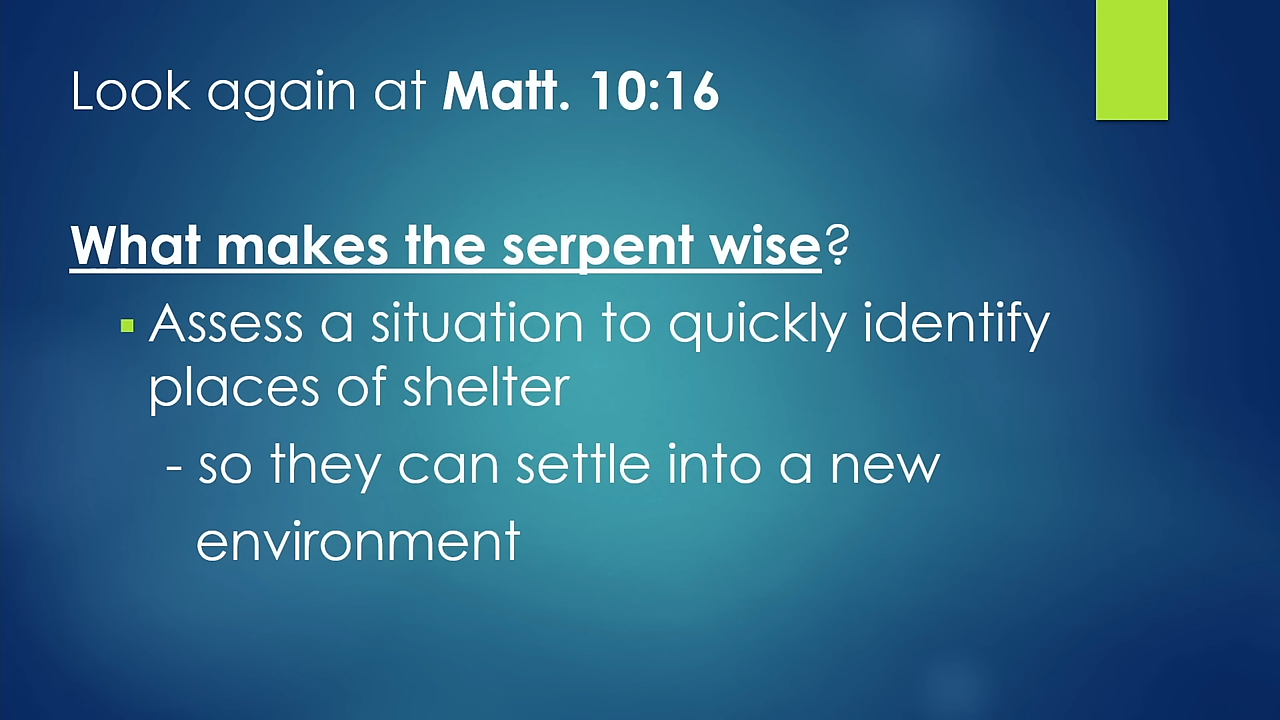 Look again at Matt. 10:16
What makes the serpent wise?
▪ Assess a situation to quickly identify
places of shelter
- so they can settle into a new
environment